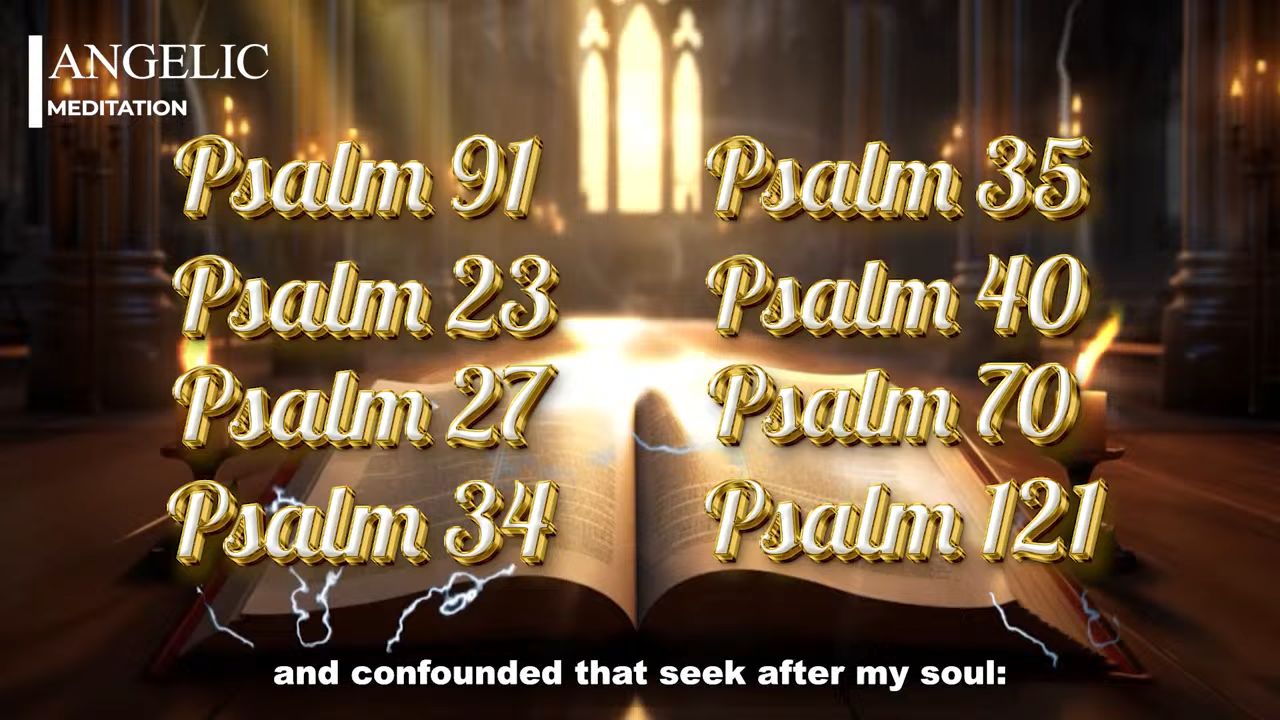 ANGELIC
MEDITATION
Psalm 91
Psalm 23
Psalm 27
Psalm 34
Psalm 35
Psalm 40
Psalm 70
Psalm 121
and confounded that seek after my soul: